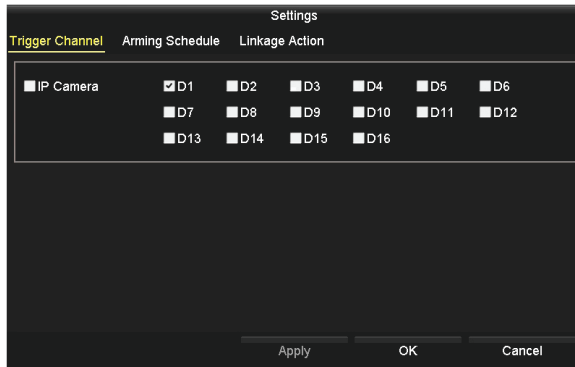 Settings
Trigger Channel Arming Schedule Linkage Action
IP Camera D1 D2 D3 D4 D5 D6
D7 D8 D9 D10 D11 D12
D13 D14 D15 D16
Apply OK Cancel